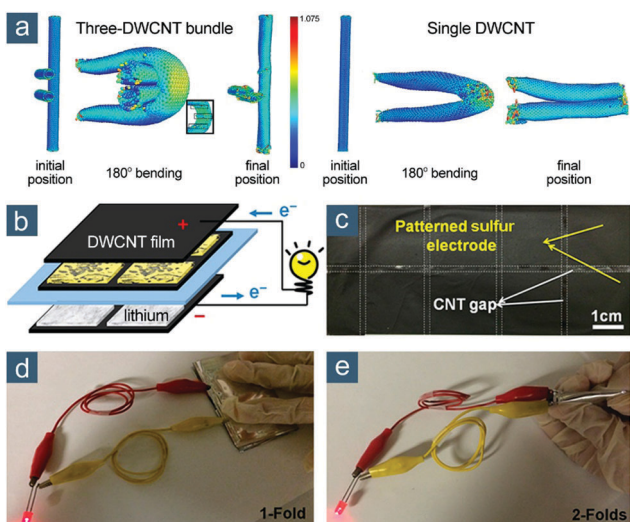 a
Three-DWCNT bundle
1.075
0
initial
position
180° bending
final
position
Single DWCNT
initial
position
180° bending
final
position
b
DWCNT film
+
e⁻
lithium
−
e⁻
c
Patterned sulfur
electrode
CNT gap
1cm
d
1-Fold
e
2-Folds